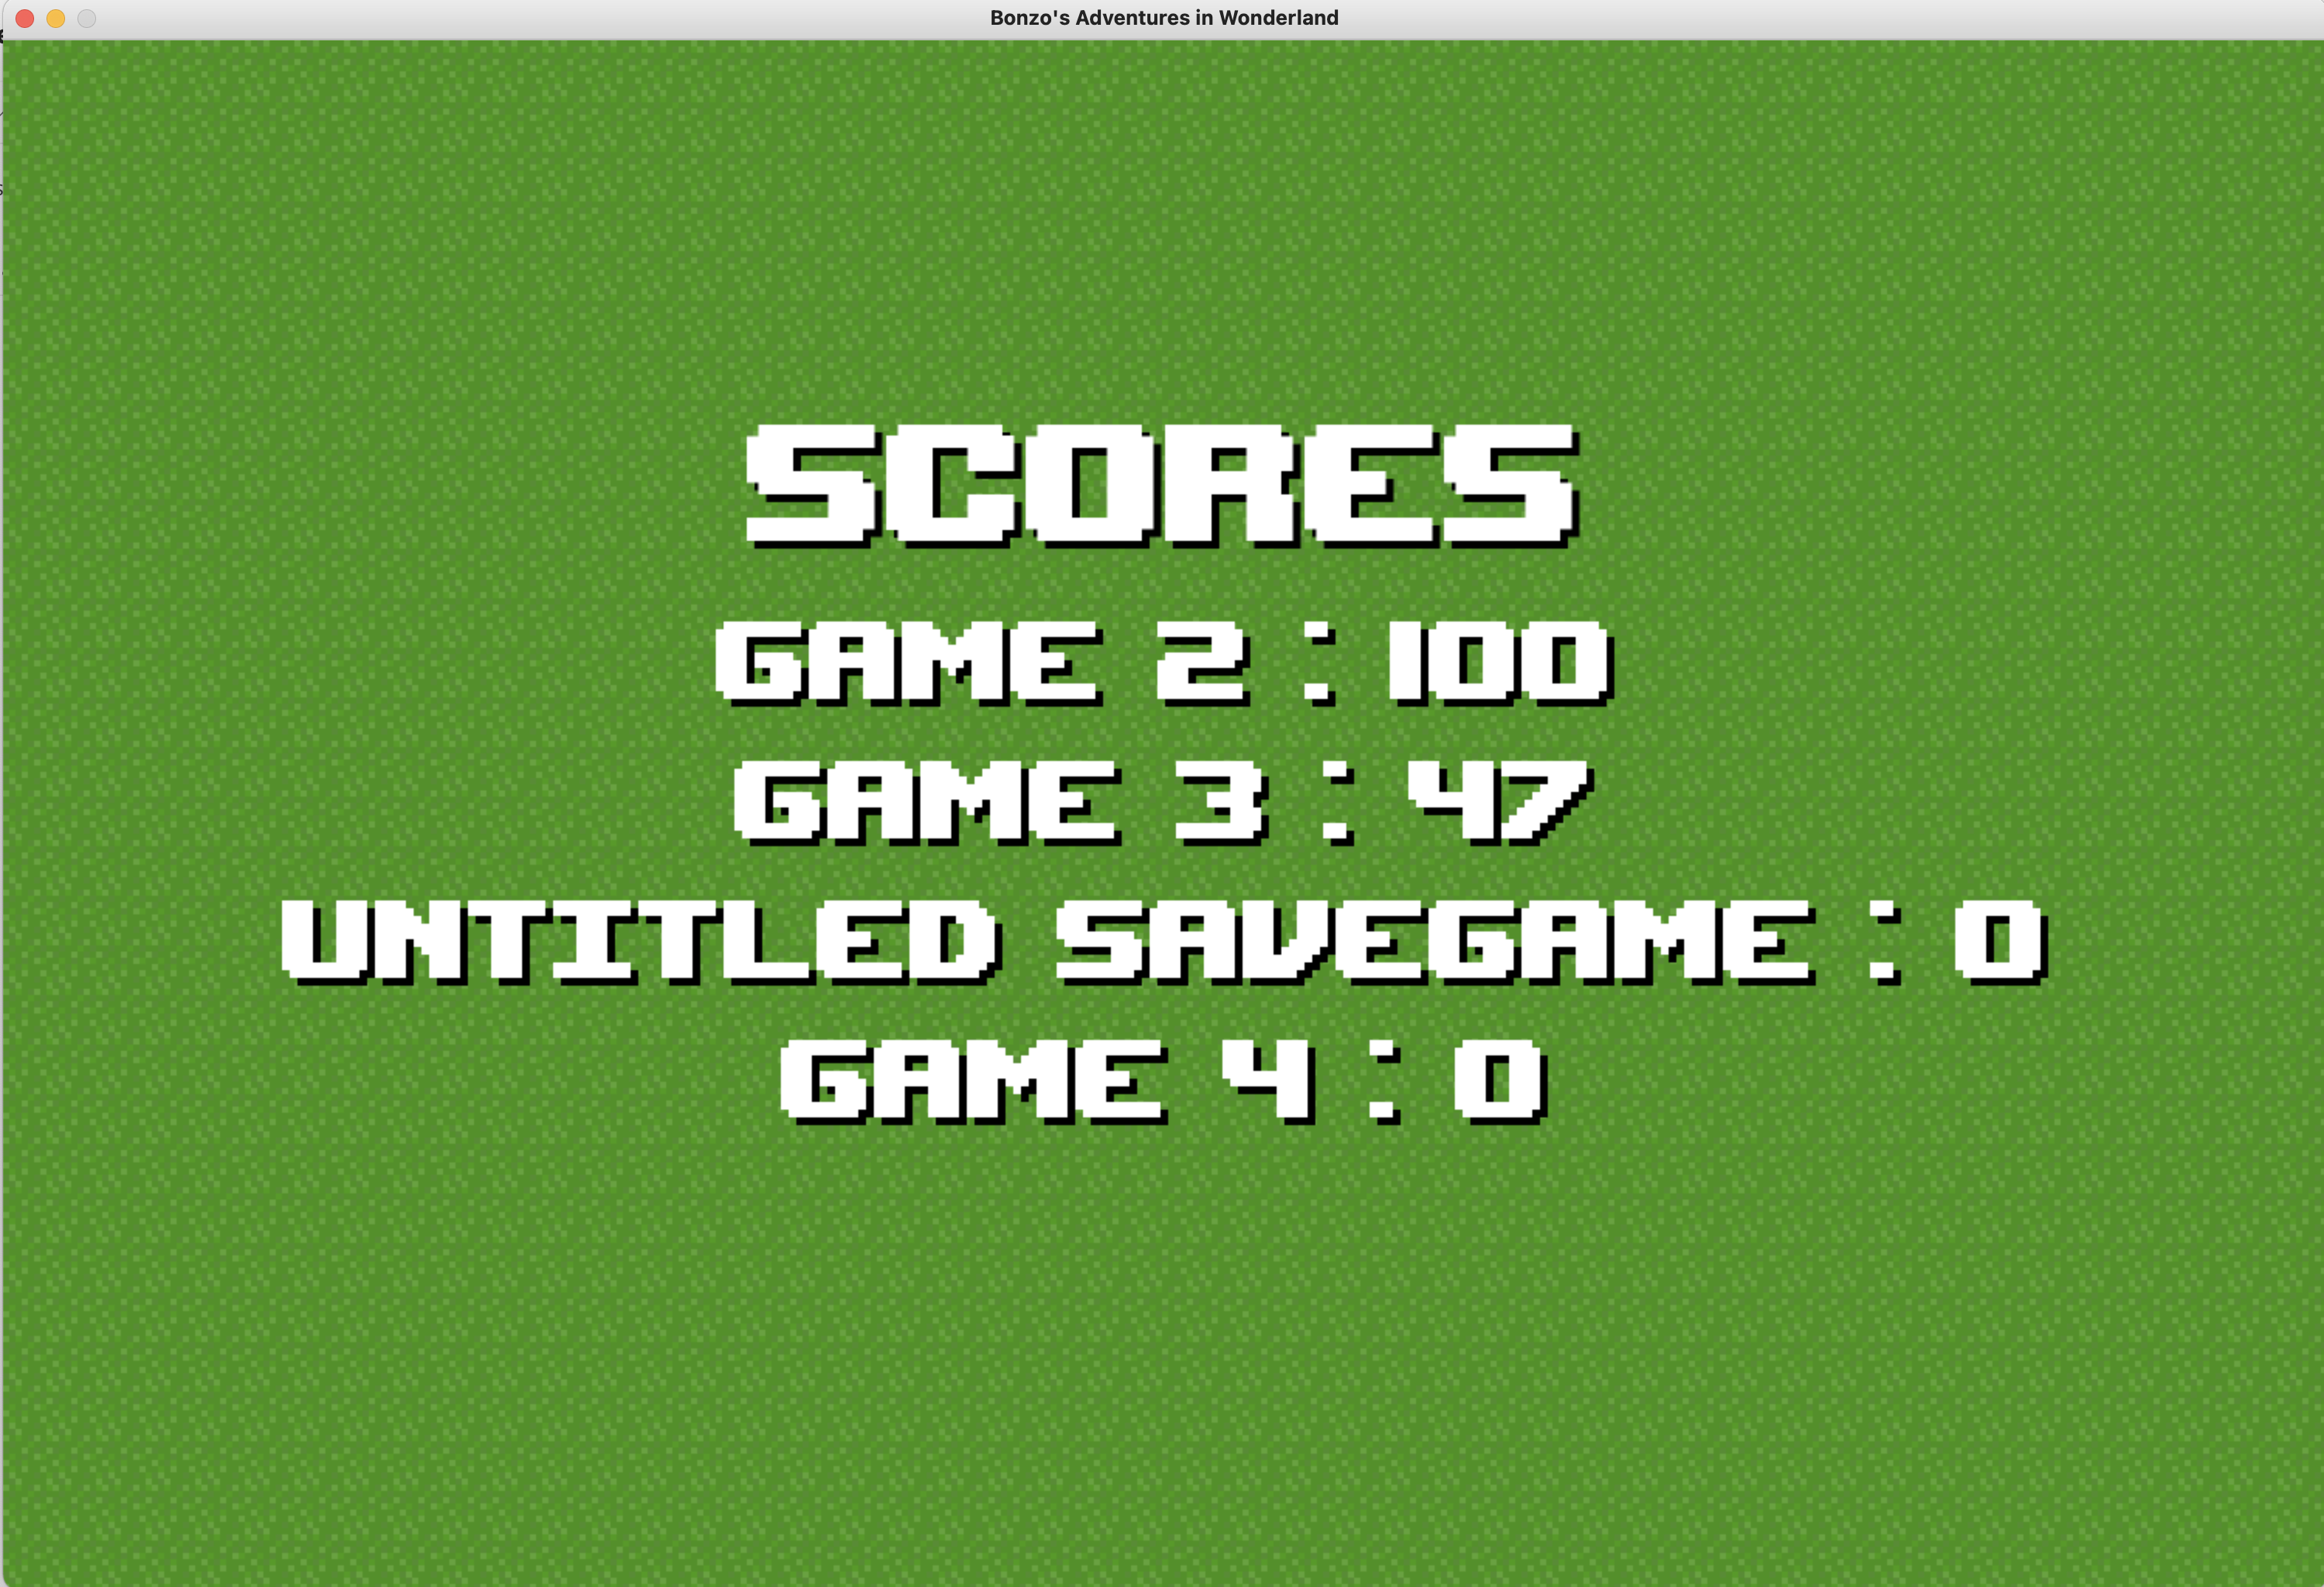 Bonzo's Adventures in Wonderland
SCORES
GAME 2 : 100
GAME 3 : 47
UNTITLED SAVEGAME : 0
GAME 4 : 0